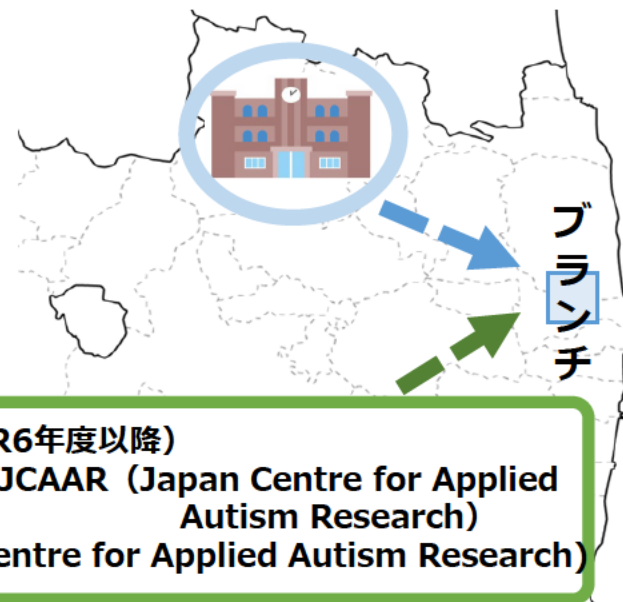 ブランチ
R6年度以降）
JCAAR（Japan Centre for Applied
Autism Research）
entre for Applied Autism Research)